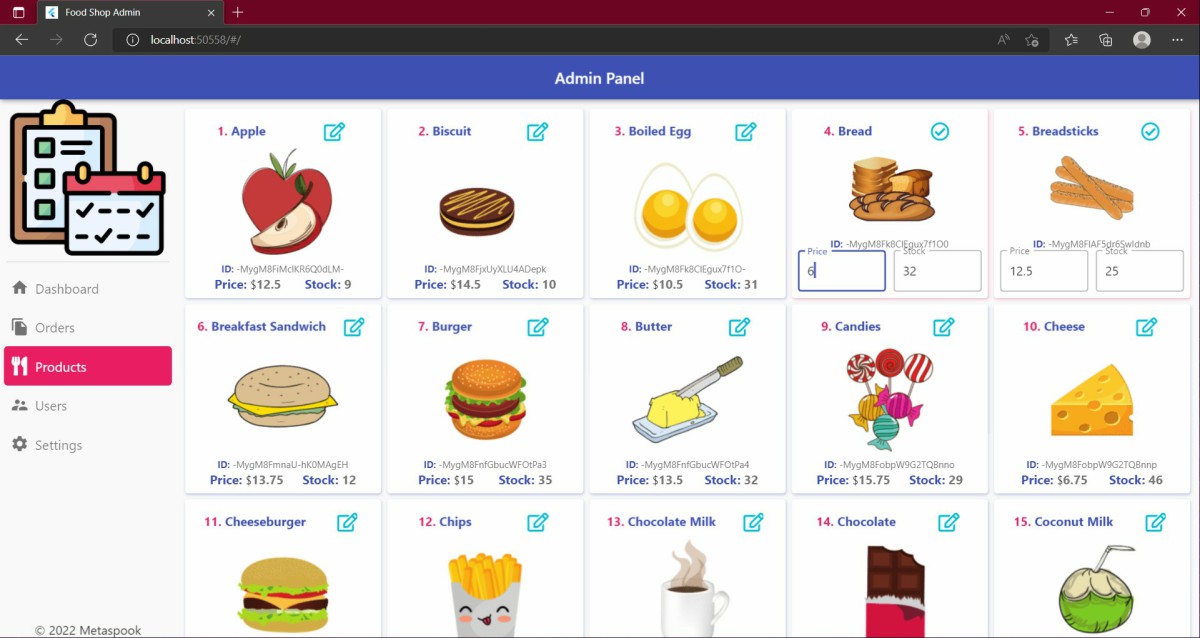 Food Shop Admin
localhost:50558/#/
Admin Panel
Dashboard
Orders
Products
Users
Settings
© 2022 Metaspook
1. Apple
ID: -MygM8FiMcIKR6Q0dLM-
Price: $12.5 Stock: 9
2. Biscuit
ID: -MygM8FjxUyXLU4ADepk
Price: $14.5 Stock: 10
3. Boiled Egg
ID: -MygM8Fk8ClEgux7f1O-
Price: $10.5 Stock: 31
4. Bread
ID: -MygM8Fk8ClEgux7f1O0
Price Stock
6 32
5. Breadsticks
ID: -MygM8FlAF5dr6Swldnb
Price Stock
12.5 25
6. Breakfast Sandwich
ID: -MygM8FmnaU-hK0MAgEH
Price: $13.75 Stock: 12
7. Burger
ID: -MygM8FnfGbucWFOtPa3
Price: $15 Stock: 35
8. Butter
ID: -MygM8FnfGbucWFOtPa4
Price: $13.5 Stock: 32
9. Candies
ID: -MygM8FobpW9G2TQBnno
Price: $15.75 Stock: 29
10. Cheese
ID: -MygM8FobpW9G2TQBnnp
Price: $6.75 Stock: 46
11. Cheeseburger
12. Chips
13. Chocolate Milk
14. Chocolate
15. Coconut Milk